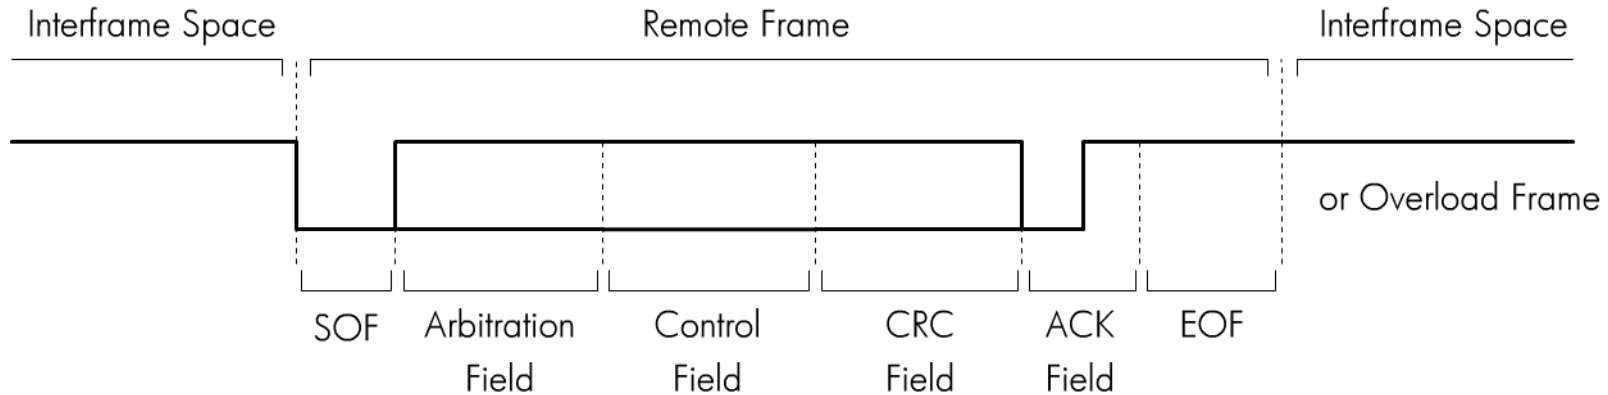 Interframe Space
Remote Frame
Interframe Space
or Overload Frame
SOF
Arbitration
Field
Control
Field
CRC
Field
ACK
Field
EOF